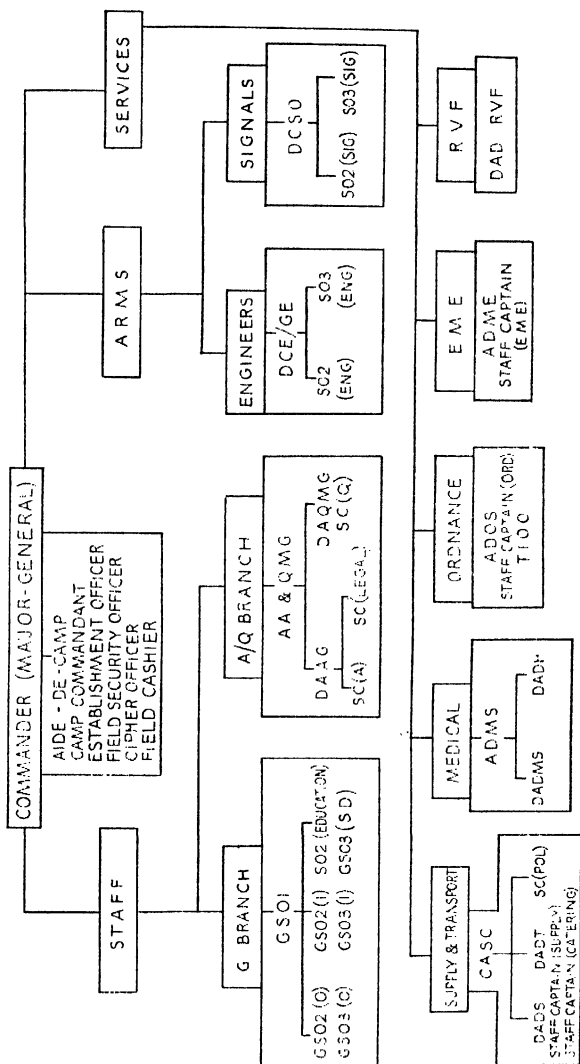 COMMANDER (MAJOR-GENERAL)
AIDE-DE-CAMP
CAMP COMMANDANT
ESTABLISHMENT OFFICER
FIELD SECURITY OFFICER
CIPHER OFFICER
FIELD CASHIER
STAFF
ARMS
SERVICES
G BRANCH
GSO1
GSO2(O) GSO2(I) SO2(EDUCATION)
GSO3(O) GSO3(I) GSO3(SD)
A/Q BRANCH
AA & QMG
DAAG DAQMG
SC(Q)
SC(A) SC(LEGAL)
ENGINEERS
DCE/GE
SO2 SO3
(ENG) (ENG)
SIGNALS
DCSO
SO2(SIG) SO3(SIG)
SUPPLY & TRANSPORT
CASC
DADS DADT SC(POL)
STAFF CAPTAIN (SUPPLY)
STAFF CAPTAIN (CATERING)
MEDICAL
ADMS
DADMS DADH
ORDNANCE
ADOS
STAFF CAPTAIN (ORD)
TIOO
EME
ADME
STAFF CAPTAIN
(EME)
RVF
DAD RVF